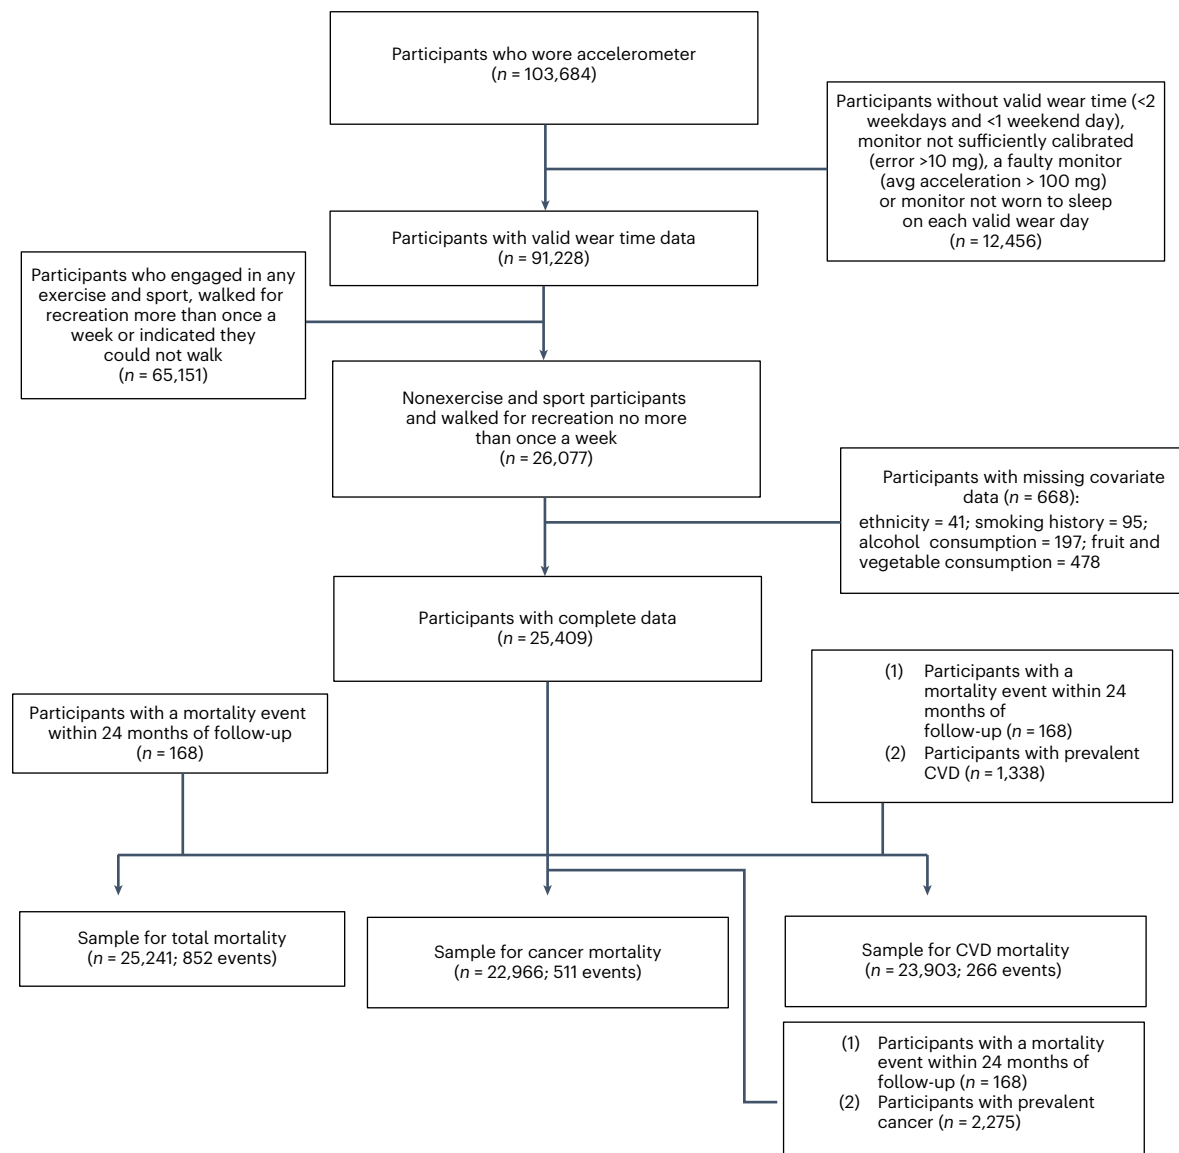 Participants who wore accelerometer
(n = 103,684)
Participants without valid wear time (<2
weekdays and <1 weekend day),
monitor not sufficiently calibrated
(error >10 mg), a faulty monitor
(avg acceleration > 100 mg)
or monitor not worn to sleep
on each valid wear day
(n = 12,456)
Participants with valid wear time data
(n = 91,228)
Participants who engaged in any
exercise and sport, walked for
recreation more than once a
week or indicated they
could not walk
(n = 65,151)
Nonexercise and sport participants
and walked for recreation no more
than once a week
(n = 26,077)
Participants with missing covariate
data (n = 668):
ethnicity = 41; smoking history = 95;
alcohol consumption = 197; fruit and
vegetable consumption = 478
Participants with complete data
(n = 25,409)
Participants with a mortality event
within 24 months of follow-up
(n = 168)
(1) Participants with a
mortality event within 24
months of
follow-up (n = 168)
(2) Participants with prevalent
CVD (n = 1,338)
Sample for total mortality
(n = 25,241; 852 events)
Sample for cancer mortality
(n = 22,966; 511 events)
Sample for CVD mortality
(n = 23,903; 266 events)
(1) Participants with a mortality
event within 24 months of
follow-up (n = 168)
(2) Participants with prevalent
cancer (n = 2,275)